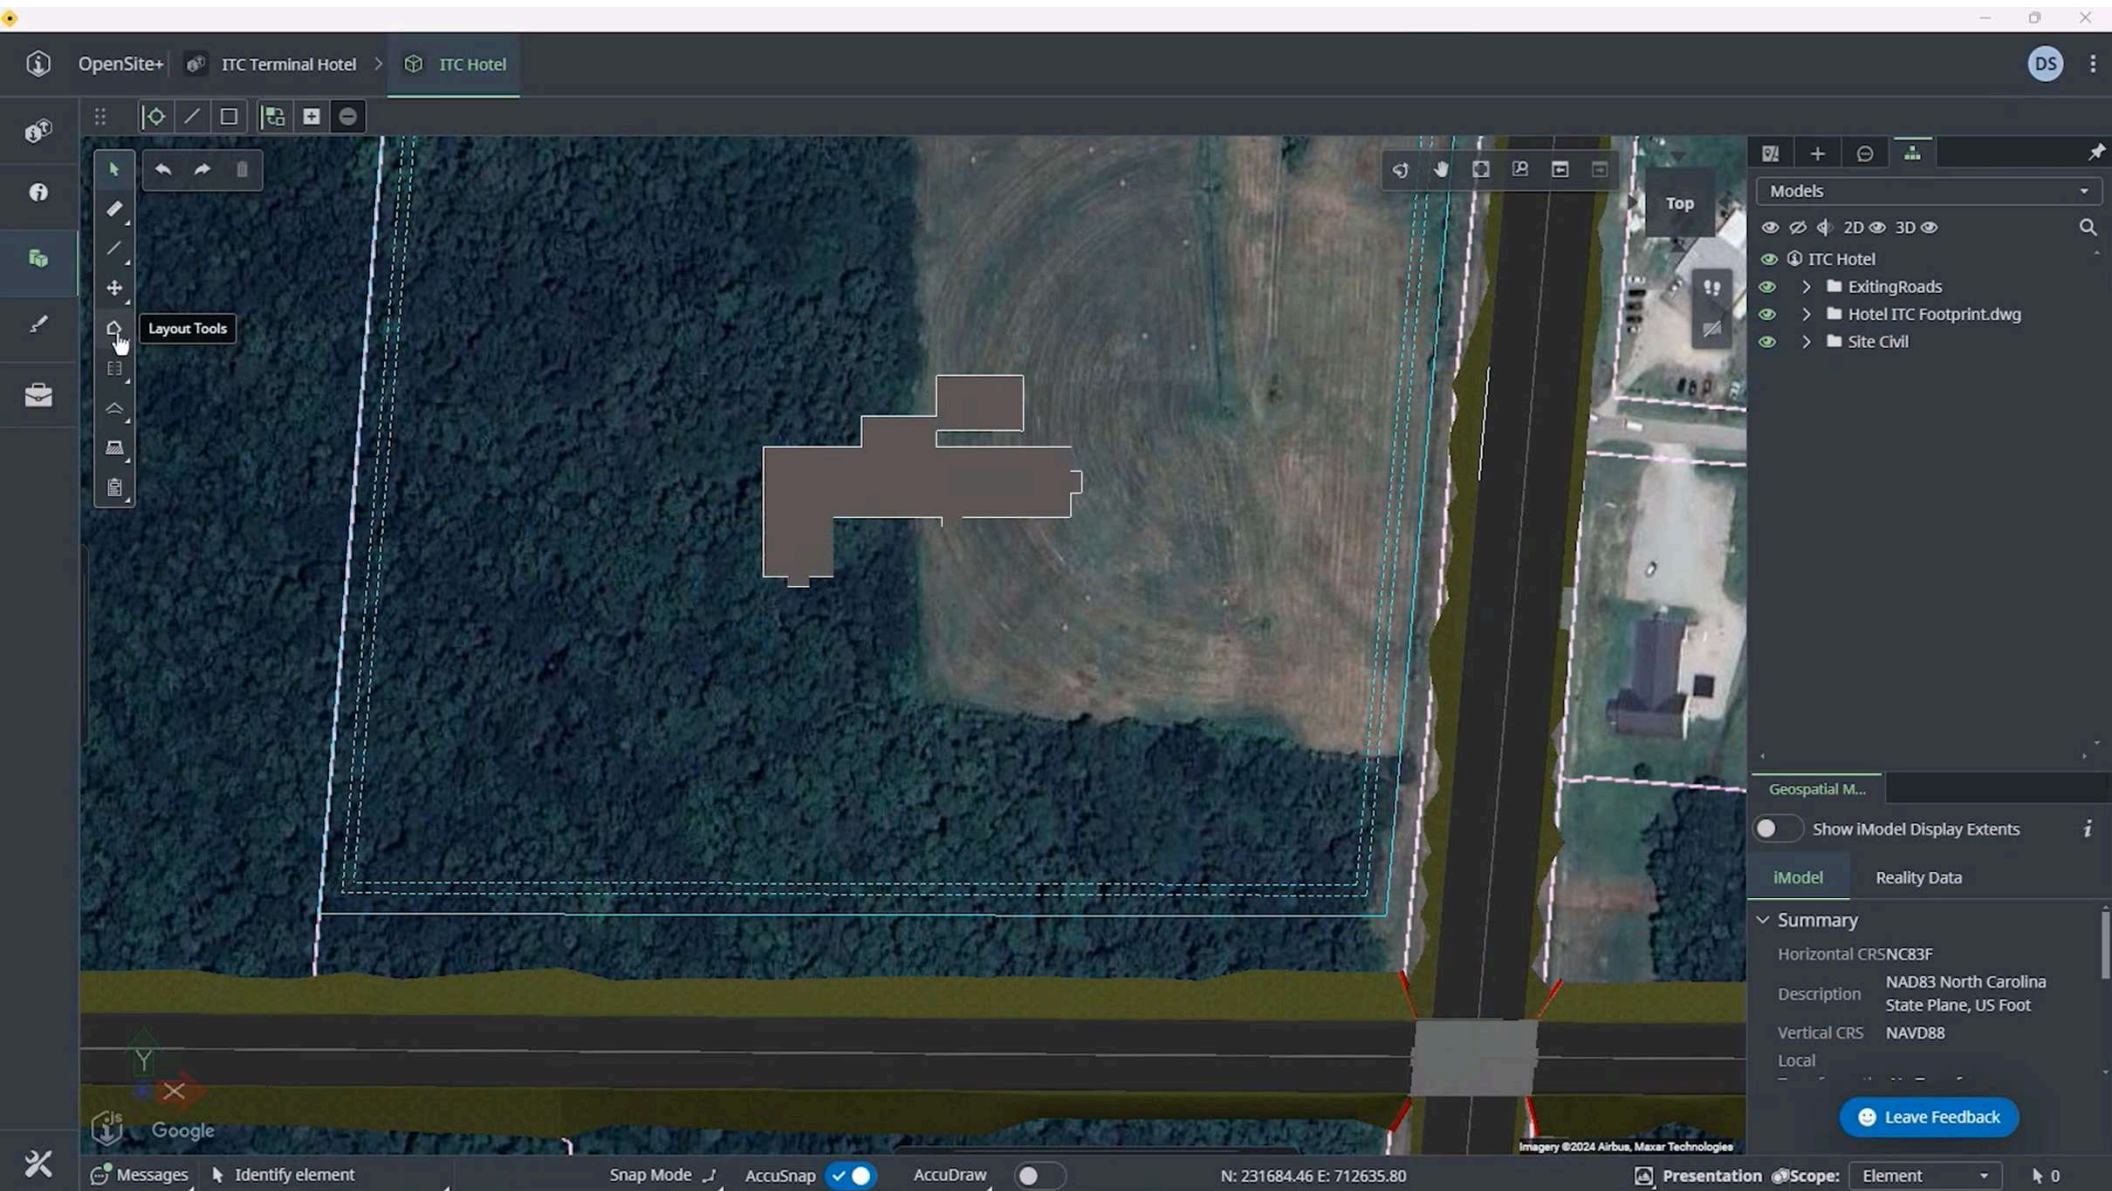 OpenSite+
ITC Terminal Hotel
ITC Hotel
DS
Layout Tools
Top
Models
2D
3D
ITC Hotel
ExitingRoads
Hotel ITC Footprint.dwg
Site Civil
Geospatial M...
Show iModel Display Extents
iModel
Reality Data
Summary
Horizontal CRS NC83F
Description NAD83 North Carolina
State Plane, US Foot
Vertical CRS NAVD88
Local
Leave Feedback
Y
X
js
Google
Imagery ©2024 Airbus, Maxar Technologies
Messages
Identify element
Snap Mode
AccuSnap
AccuDraw
N: 231684.46 E: 712635.80
Presentation
Scope:
Element
0